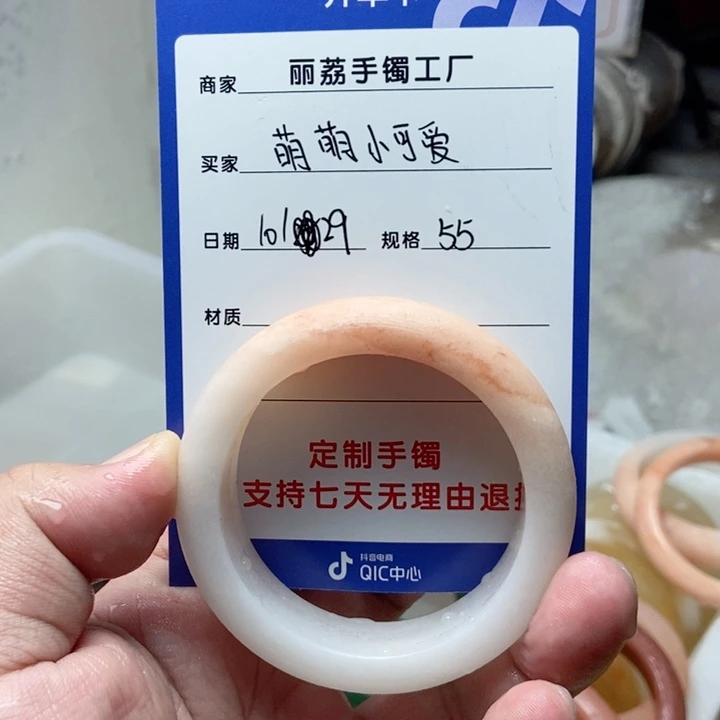 商家 丽荔手镯工厂
买家 萌萌小可爱
日期 10/29 规格 55
材质
定制手镯
支持七天无理由退
抖音电商
QIC中心